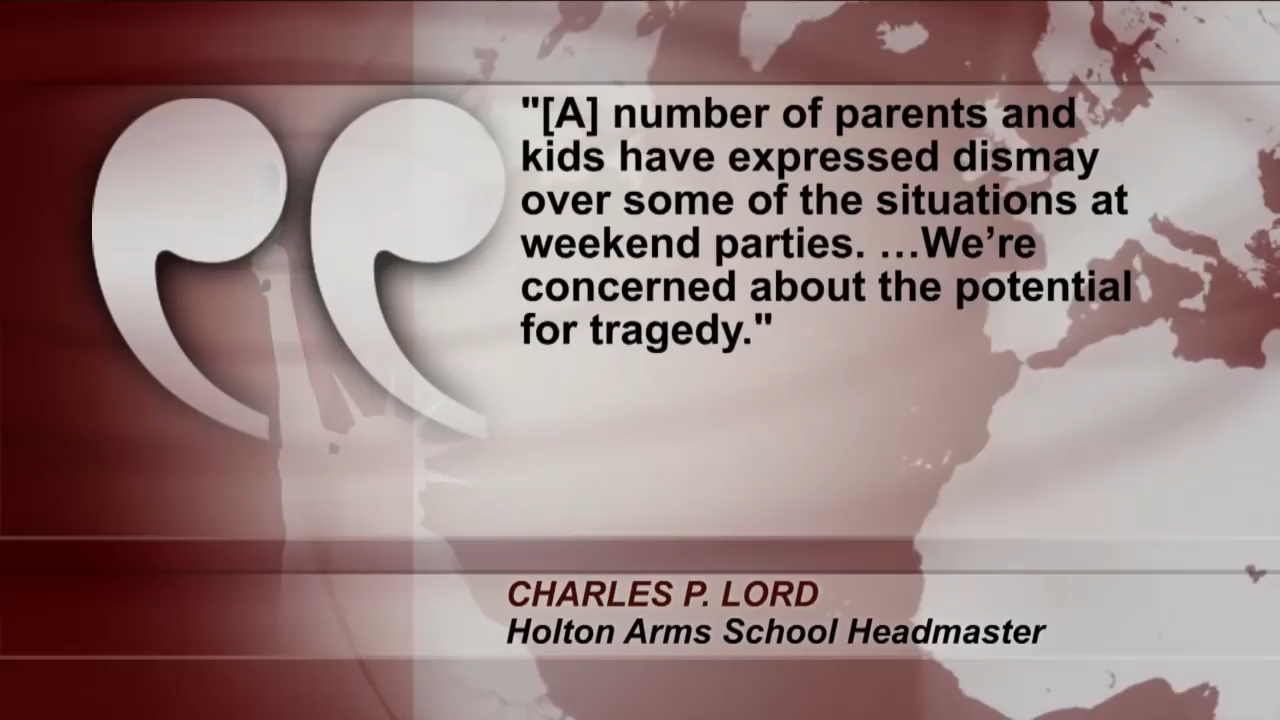 "[A] number of parents and
kids have expressed dismay
over some of the situations at
weekend parties. …We’re
concerned about the potential
for tragedy."
CHARLES P. LORD
Holton Arms School Headmaster